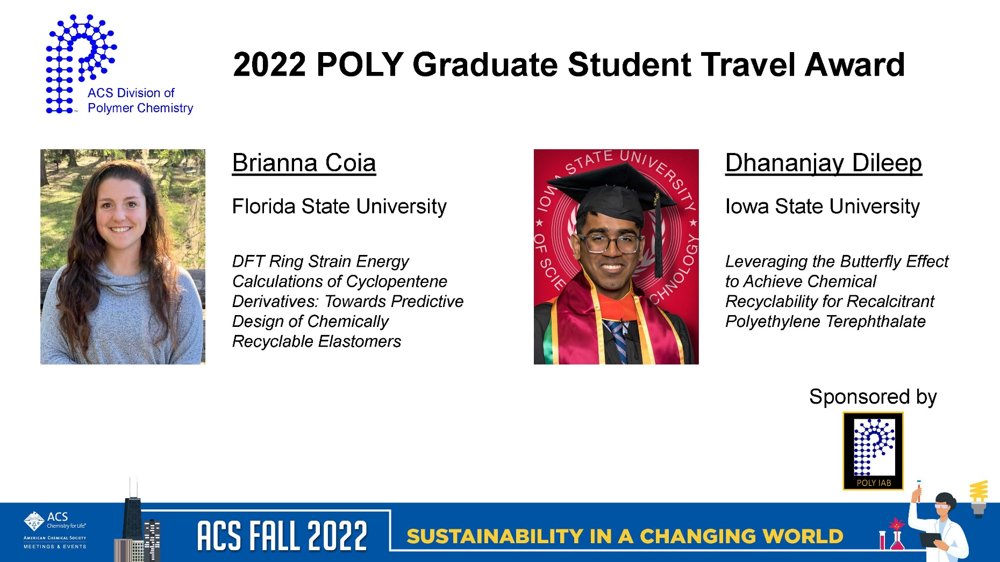 ACS Division of
Polymer Chemistry
™
2022 POLY Graduate Student Travel Award
Brianna Coia
Florida State University
DFT Ring Strain Energy
Calculations of Cyclopentene
Derivatives: Towards Predictive
Design of Chemically
Recyclable Elastomers
IOWA STATE UNIVERSITY
OF SCIE
CHNOLOGY
Dhananjay Dileep
Iowa State University
Leveraging the Butterfly Effect
to Achieve Chemical
Recyclability for Recalcitrant
Polyethylene Terephthalate
Sponsored by
POLY IAB
ACS
Chemistry for Life®
AMERICAN CHEMICAL SOCIETY
MEETINGS & EVENTS
ACS FALL 2022
SUSTAINABILITY IN A CHANGING WORLD